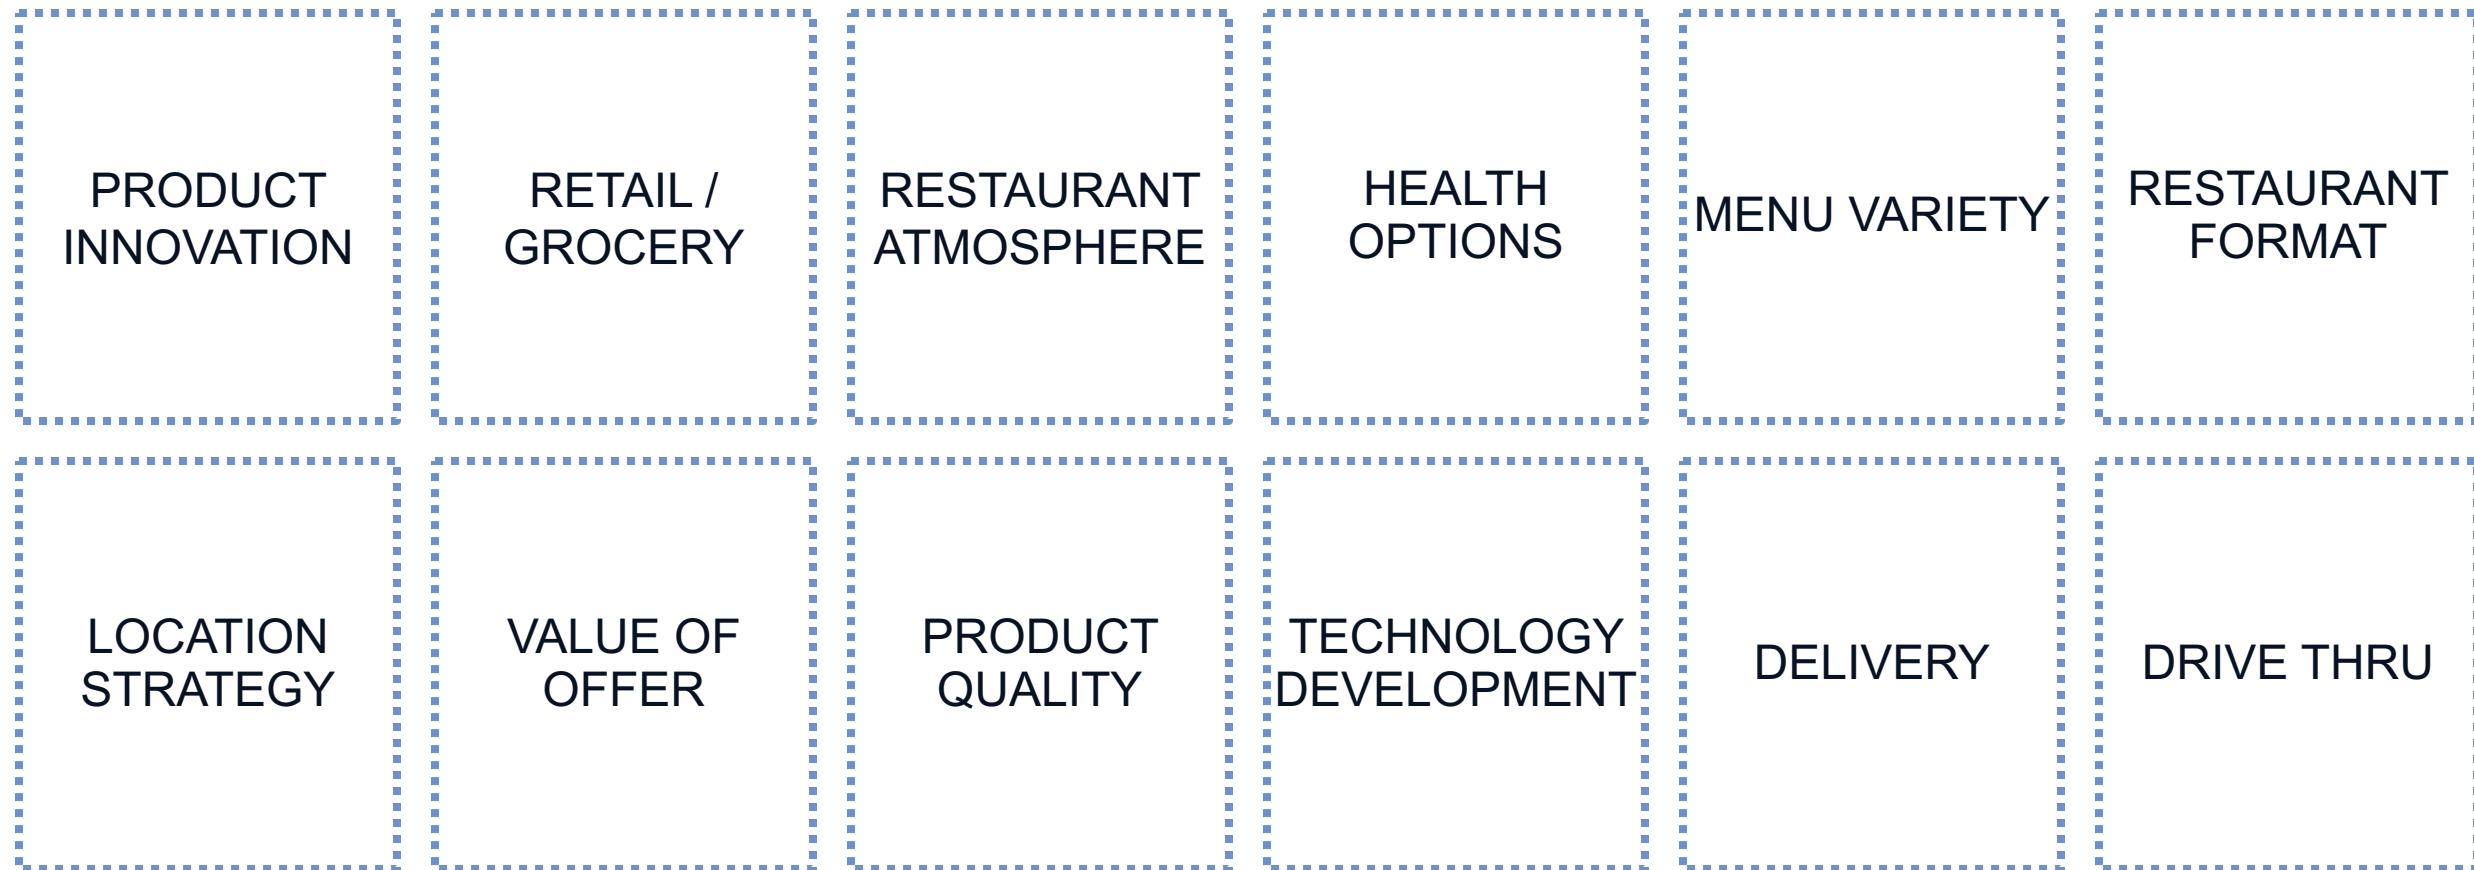 PRODUCT
INNOVATION
RETAIL /
GROCERY
RESTAURANT
ATMOSPHERE
HEALTH
OPTIONS
MENU VARIETY
RESTAURANT
FORMAT
LOCATION
STRATEGY
VALUE OF
OFFER
PRODUCT
QUALITY
TECHNOLOGY
DEVELOPMENT
DELIVERY
DRIVE THRU